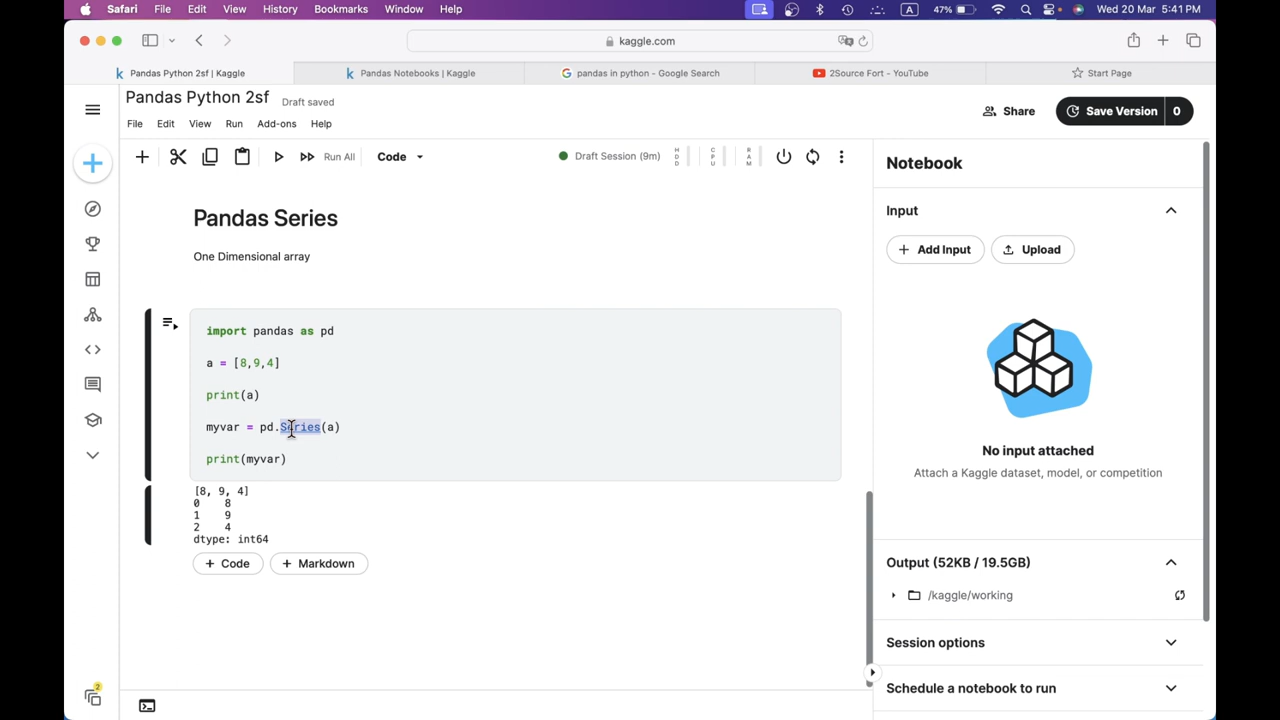 Safari File Edit View History Bookmarks Window Help A 47% Wed 20 Mar 5:41 PM
kaggle.com
Pandas Python 2sf | Kaggle Pandas Notebooks | Kaggle pandas in python - Google Search 2Source Fort - YouTube Start Page
Pandas Python 2sf Draft saved
Share Save Version 0
File Edit View Run Add-ons Help
Run All Code Draft Session (9m) HDD CPU RAM
Notebook
Pandas Series
One Dimensional array
import pandas as pd
a = [8,9,4]
print(a)
myvar = pd.Series(a)
print(myvar)
[8, 9, 4]
0 8
1 9
2 4
dtype: int64
+ Code + Markdown
Input
+ Add Input Upload
No input attached
Attach a Kaggle dataset, model, or competition
Output (52KB / 19.5GB)
/kaggle/working
Session options
Schedule a notebook to run
2